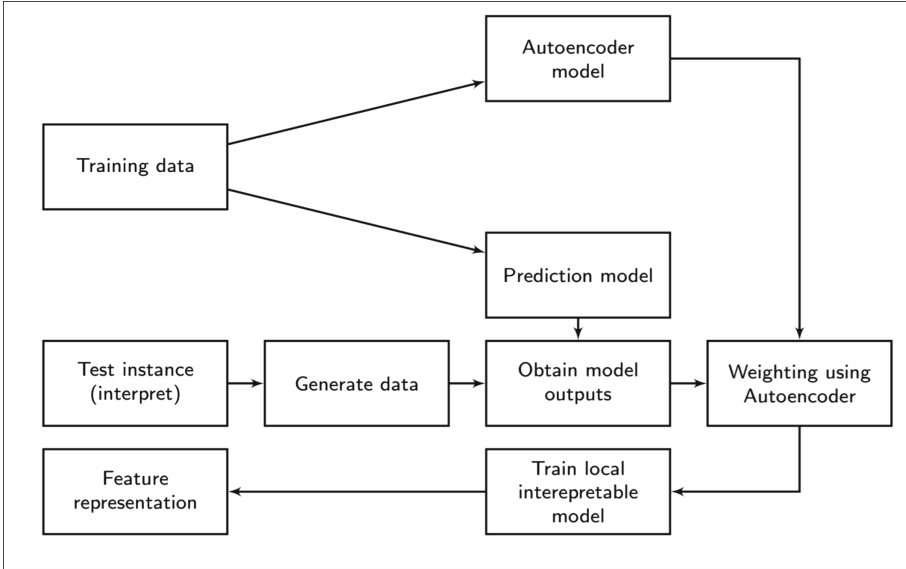 Autoencoder
model
Training data
Prediction model
Test instance
(interpret)
Generate data
Obtain model
outputs
Weighting using
Autoencoder
Feature
representation
Train local
interepretable
model